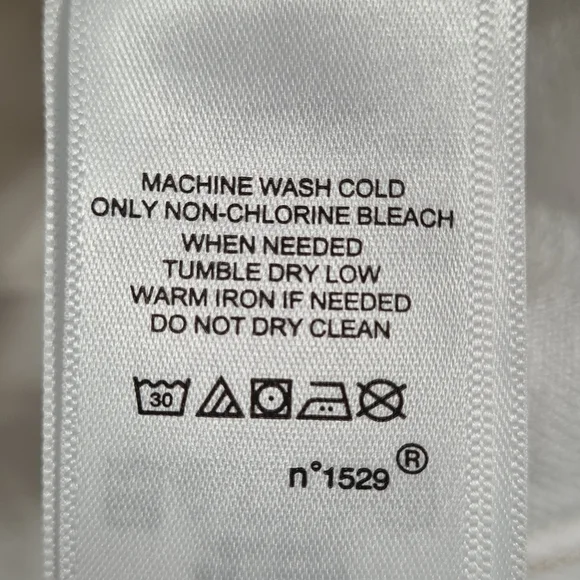 MACHINE WASH COLD
ONLY NON-CHLORINE BLEACH
WHEN NEEDED
TUMBLE DRY LOW
WARM IRON IF NEEDED
DO NOT DRY CLEAN
30
n°1529®